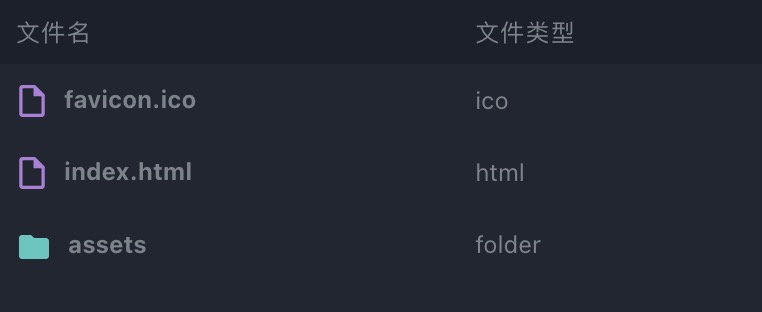 文件名 文件类型
favicon.ico ico
index.html html
assets folder